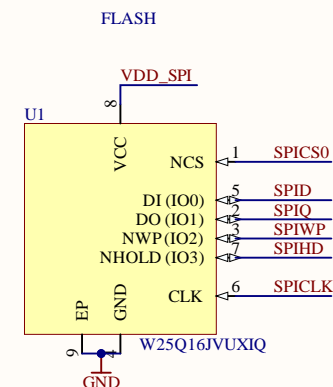 FLASH
VDD_SPI
8
U1
VCC
NCS 1 SPICS0
DI (IO0) 5 SPID
DO (IO1) 2 SPIQ
NWP (IO2) 3 SPIWP
NHOLD (IO3) 7 SPIHD
CLK 6 SPICLK
EP
GND
9
4
W25Q16JVUXIQ
GND